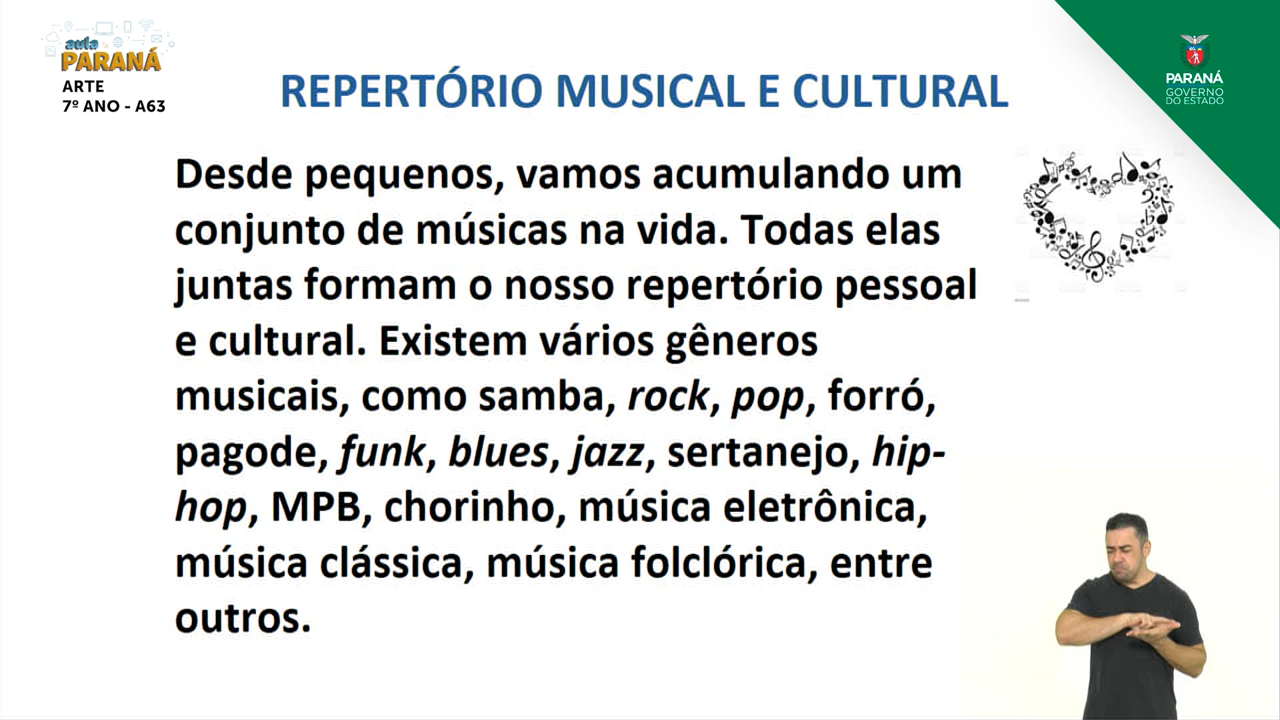 aula
PARANÁ
ARTE
7º ANO - A63
PARANÁ
GOVERNO
DO ESTADO
REPERTÓRIO MUSICAL E CULTURAL
Desde pequenos, vamos acumulando um
conjunto de músicas na vida. Todas elas
juntas formam o nosso repertório pessoal
e cultural. Existem vários gêneros
musicais, como samba, rock, pop, forró,
pagode, funk, blues, jazz, sertanejo, hip-
hop, MPB, chorinho, música eletrônica,
música clássica, música folclórica, entre
outros.